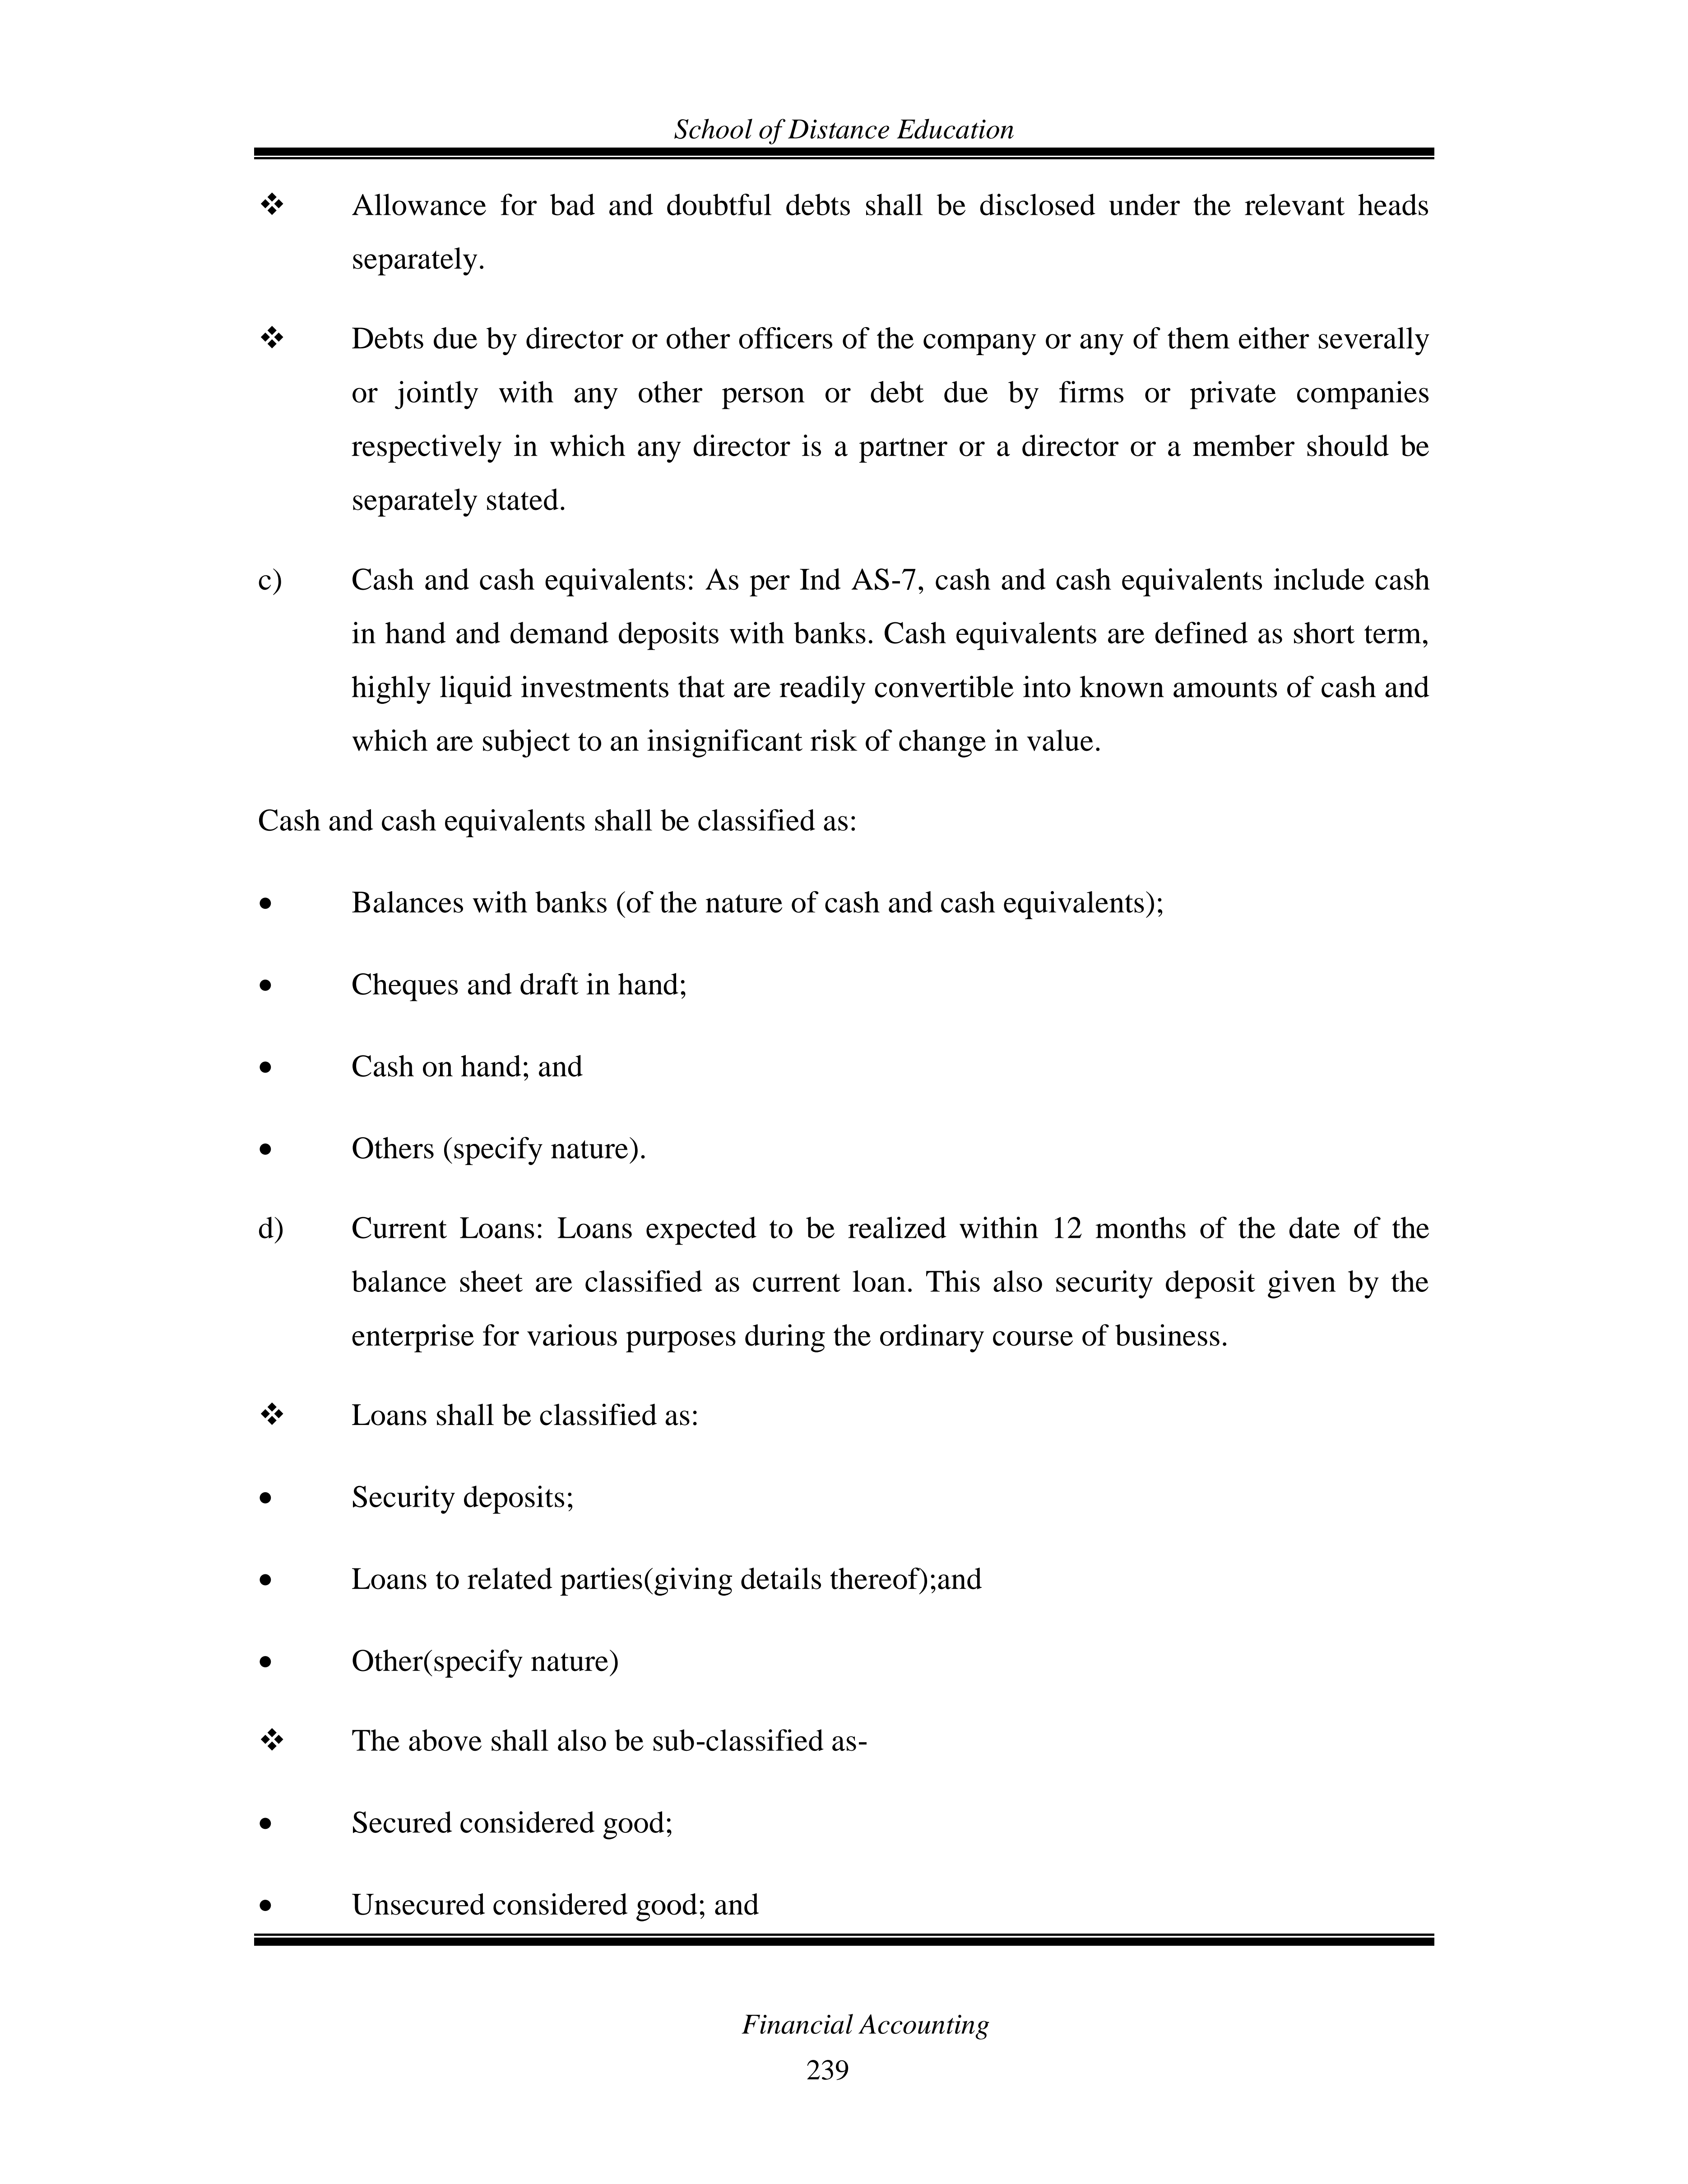 School of Distance Education
❖ Allowance for bad and doubtful debts shall be disclosed under the relevant heads
separately.
❖ Debts due by director or other officers of the company or any of them either severally
or jointly with any other person or debt due by firms or private companies
respectively in which any director is a partner or a director or a member should be
separately stated.
c) Cash and cash equivalents: As per Ind AS-7, cash and cash equivalents include cash
in hand and demand deposits with banks. Cash equivalents are defined as short term,
highly liquid investments that are readily convertible into known amounts of cash and
which are subject to an insignificant risk of change in value.
Cash and cash equivalents shall be classified as:
• Balances with banks (of the nature of cash and cash equivalents);
• Cheques and draft in hand;
• Cash on hand; and
• Others (specify nature).
d) Current Loans: Loans expected to be realized within 12 months of the date of the
balance sheet are classified as current loan. This also security deposit given by the
enterprise for various purposes during the ordinary course of business.
❖ Loans shall be classified as:
• Security deposits;
• Loans to related parties(giving details thereof);and
• Other(specify nature)
❖ The above shall also be sub-classified as-
• Secured considered good;
• Unsecured considered good; and
Financial Accounting
239